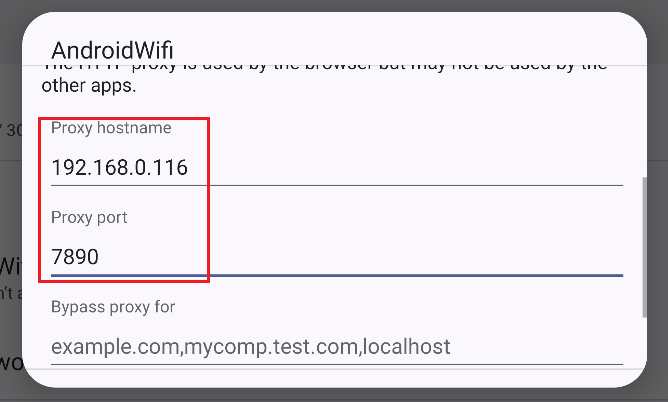 AndroidWifi
The HTTP proxy is used by the browser but may not be used by the
other apps.
Proxy hostname
192.168.0.116
Proxy port
7890
Bypass proxy for
example.com,mycomp.test.com,localhost